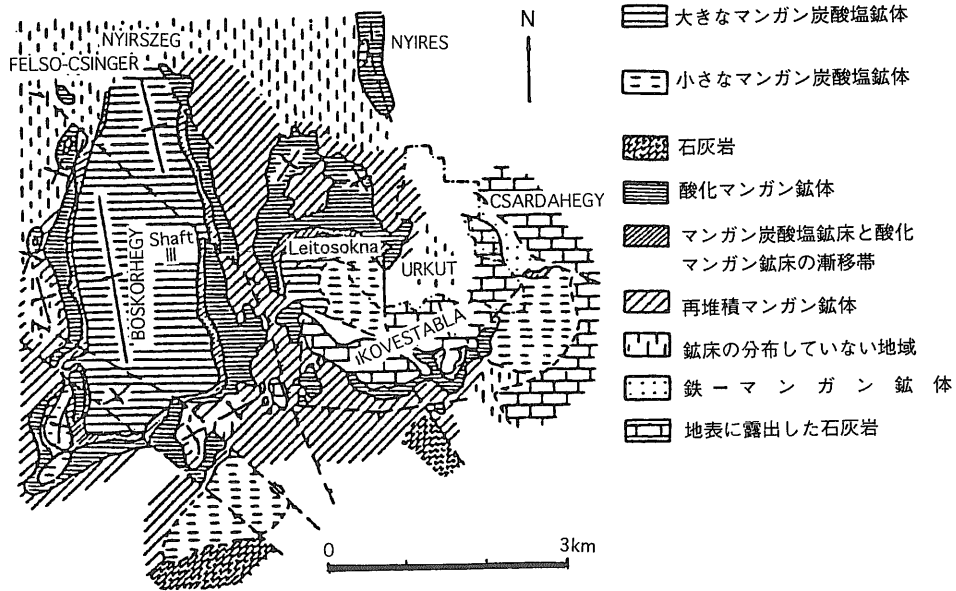 NYIRSZEG
FELSO-CSINGER
NYIRES
N
CSARDAHEGY
BOSKORHEGY
Shaft
III
Leitosokna
URKUT
IKOVESTABLA
0 3km
大きなマンガン炭酸塩鉱体
小さなマンガン炭酸塩鉱体
石灰岩
酸化マンガン鉱体
マンガン炭酸塩鉱床と酸化
マンガン鉱床の漸移帯
再堆積マンガン鉱体
鉱床の分布していない地域
鉄ーマンガン鉱体
地表に露出した石灰岩